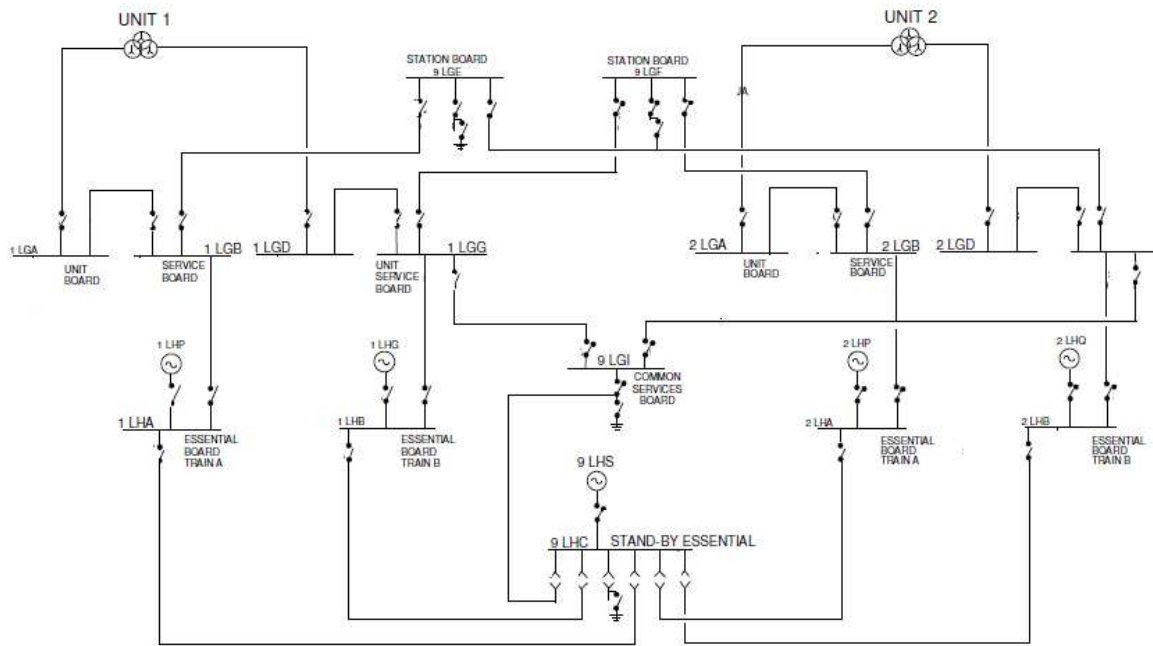 UNIT 1
UNIT 2
STATION BOARD
9 LGE
STATION BOARD
9 LGF
1 LGA
UNIT
BOARD
1 LGB
SERVICE
BOARD
1 LGD
1 LGG
UNIT
SERVICE
BOARD
2 LGA
UNIT
BOARD
2 LGB
SERVICE
BOARD
2 LGD
1 LHP
1 LHG
9 LGI
COMMON
SERVICES
BOARD
2 LHP
2 LHQ
1 LHA
ESSENTIAL
BOARD
TRAIN A
1 LHB
ESSENTIAL
BOARD
TRAIN B
2 LHA
ESSENTIAL
BOARD
TRAIN A
2 LHB
ESSENTIAL
BOARD
TRAIN B
9 LHS
9 LHC
STAND-BY ESSENTIAL